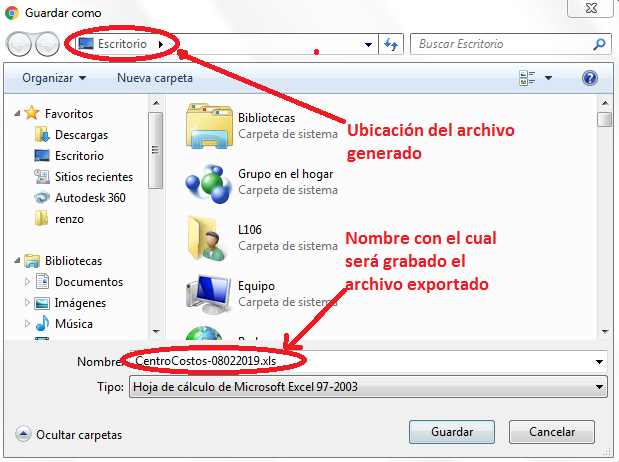 Guardar como
Escritorio
Buscar Escritorio
Organizar
Nueva carpeta
Favoritos
Descargas
Escritorio
Sitios recientes
Autodesk 360
renzo
Bibliotecas
Documentos
Imágenes
Música
Bibliotecas
Carpeta de sistema
Grupo en el hogar
Carpeta de sistema
L106
Carpeta de sistema
Equipo
Carpeta de sistema
Ubicación del archivo
generado
Nombre con el cual
será grabado el
archivo exportado
Nombre:
CentroCostos-08022019.xls
Tipo:
Hoja de cálculo de Microsoft Excel 97-2003
Ocultar carpetas
Guardar
Cancelar